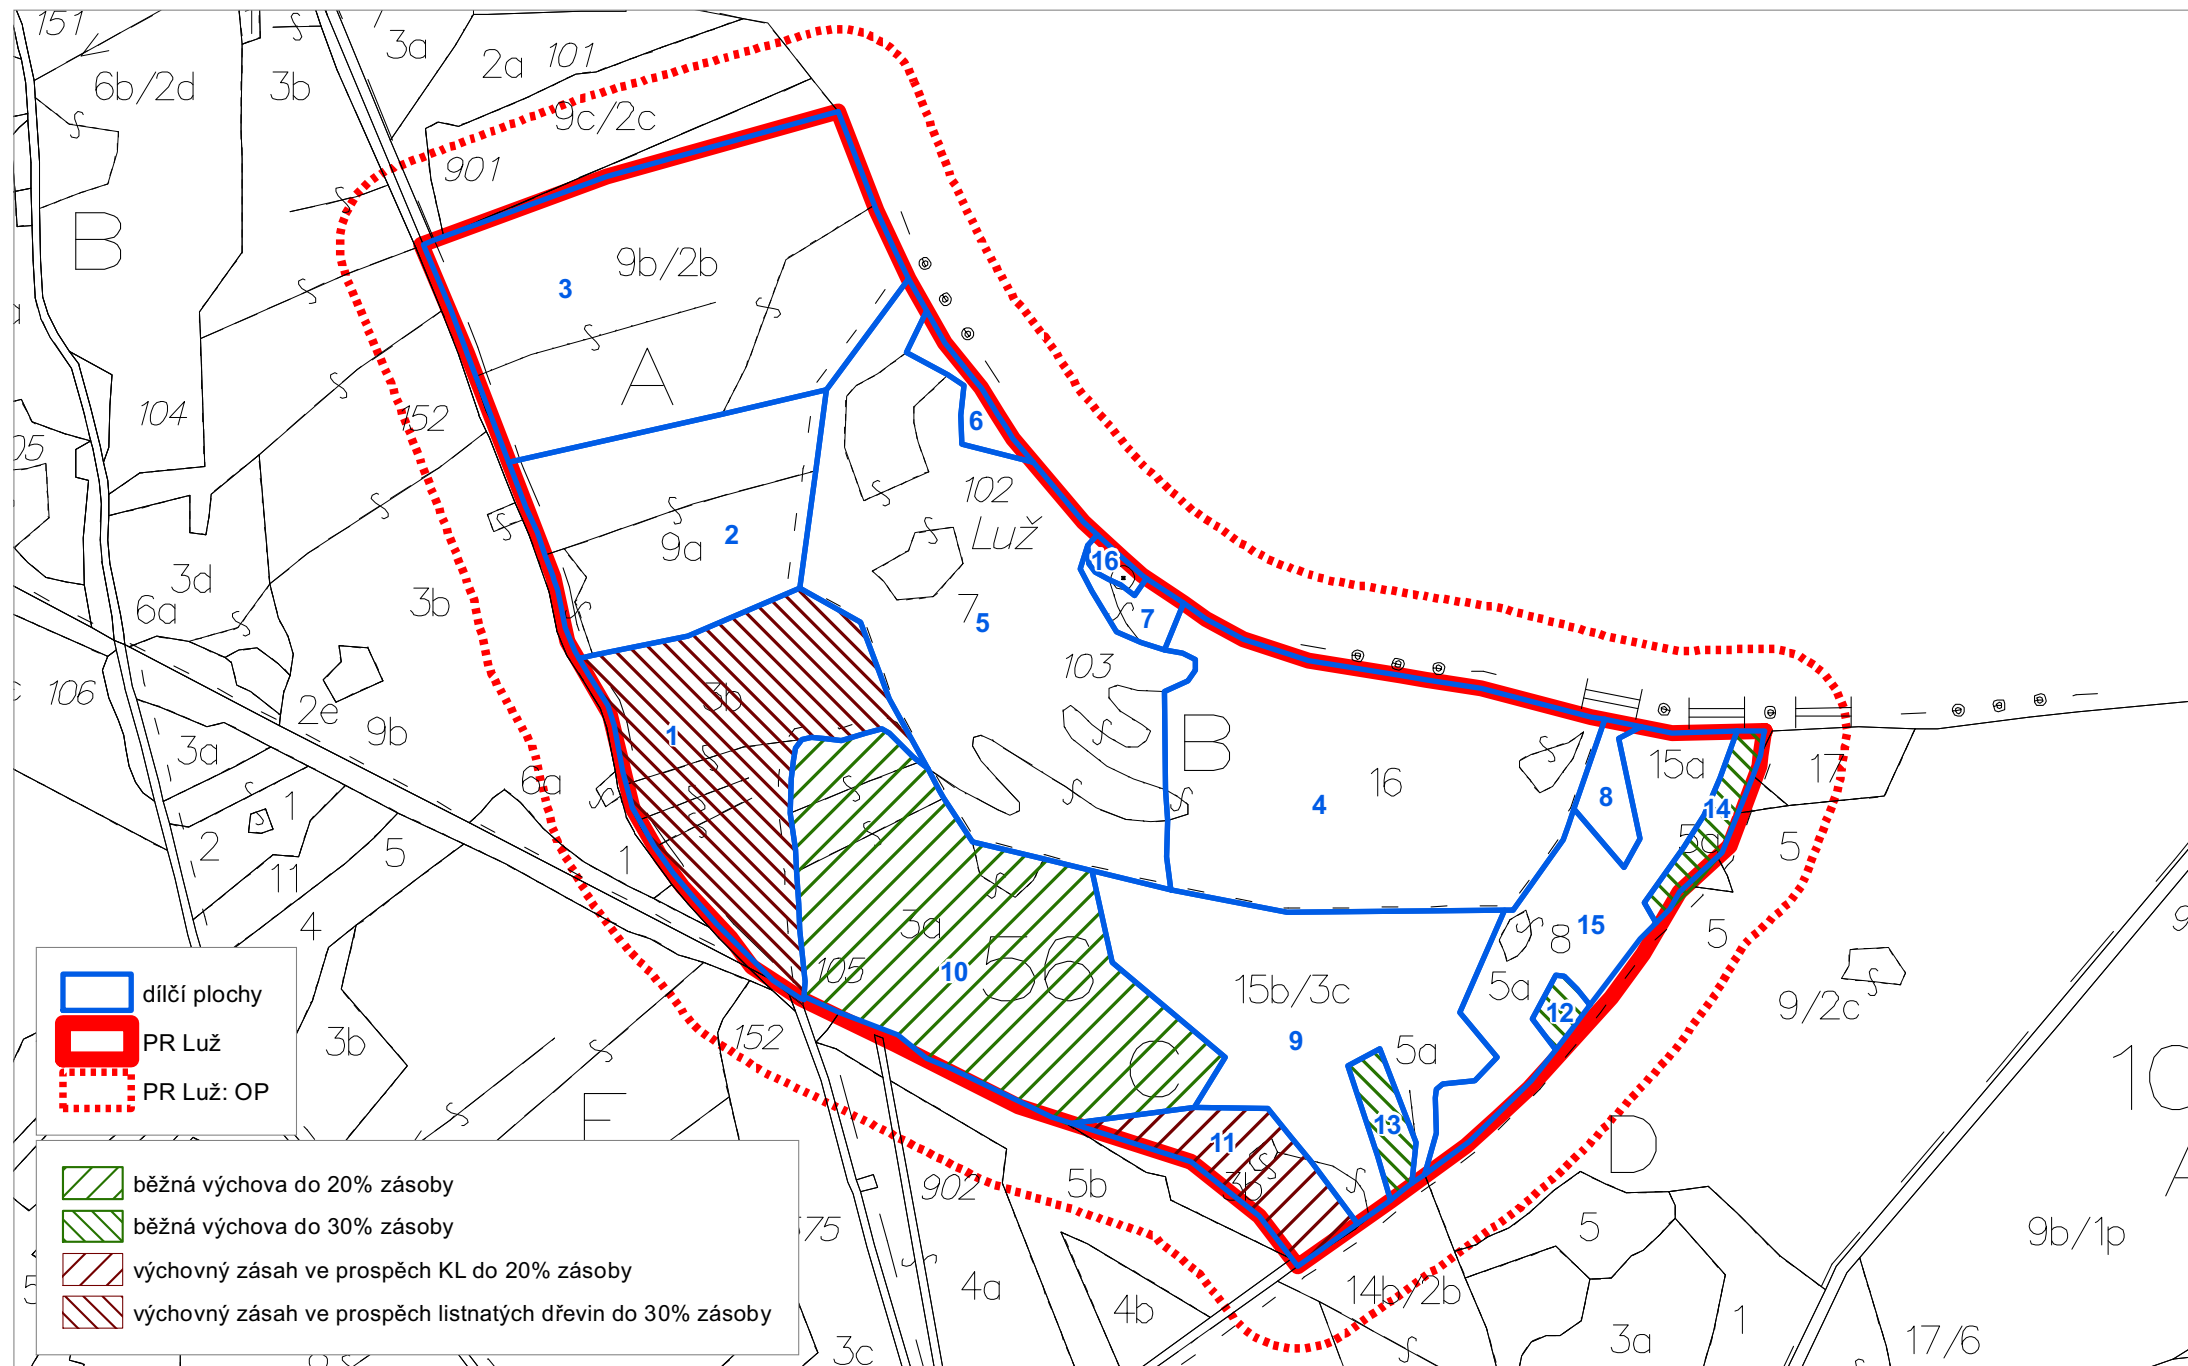 151
3a
2a
101
6b/2d
3b
9c/2c
901
B
9b/2b
3
A
104
152
6
102
Luž
2
9a
16
3d
6a
3b
7
5
7
103
106
2e
9b
3b
1
3a
6a
B
16
4
8
15a
17
14
5a
5
1
2
11
5
1
4
3a
56
10
105
15b/3c
9
8
15
5a
5
12
9/2c
dílčí plochy
PR Luž
PR Luž: OP
3b
152
C
5a
13
11
3b
D
10
A
902
5b
běžná výchova do 20% zásoby
běžná výchova do 30% zásoby
výchovný zásah ve prospěch KL do 20% zásoby
výchovný zásah ve prospěch listnatých dřevin do 30% zásoby
4a
4b
14b/2b
5
9b/1p
3c
3a
1
17/6